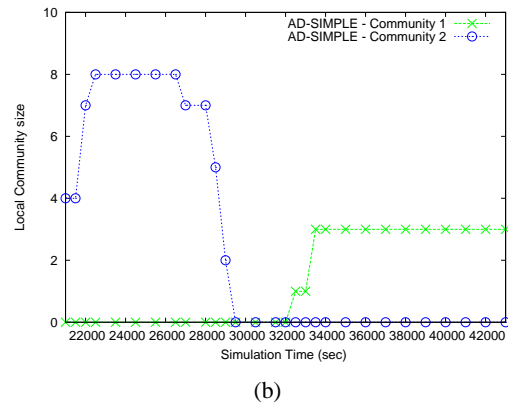 10
AD-SIMPLE - Community 1
AD-SIMPLE - Community 2
8
6
4
2
0
Local Community size
22000 24000 26000 28000 30000 32000 34000 36000 38000 40000 42000
Simulation Time (sec)
(b)